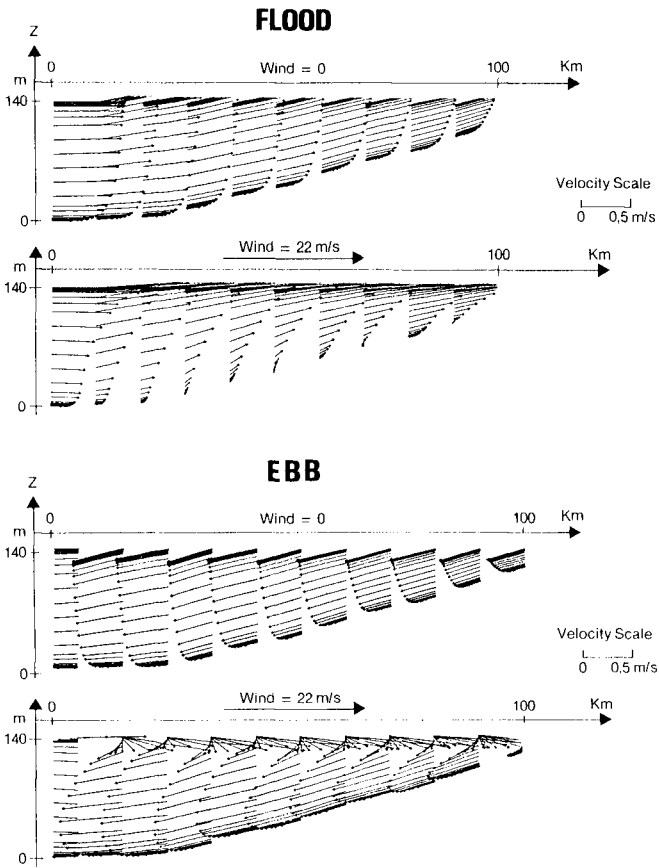 FLOOD
Z
0 Wind = 0 Km
100
m
140
0
Velocity Scale
0 0,5 m/s
0 Wind = 22 m/s Km
m
140
100
0
EBB
Z
0 Wind = 0 Km
100
m
140
0
Velocity Scale
0 0,5 m/s
0 Wind = 22 m/s Km
100
m
140
0